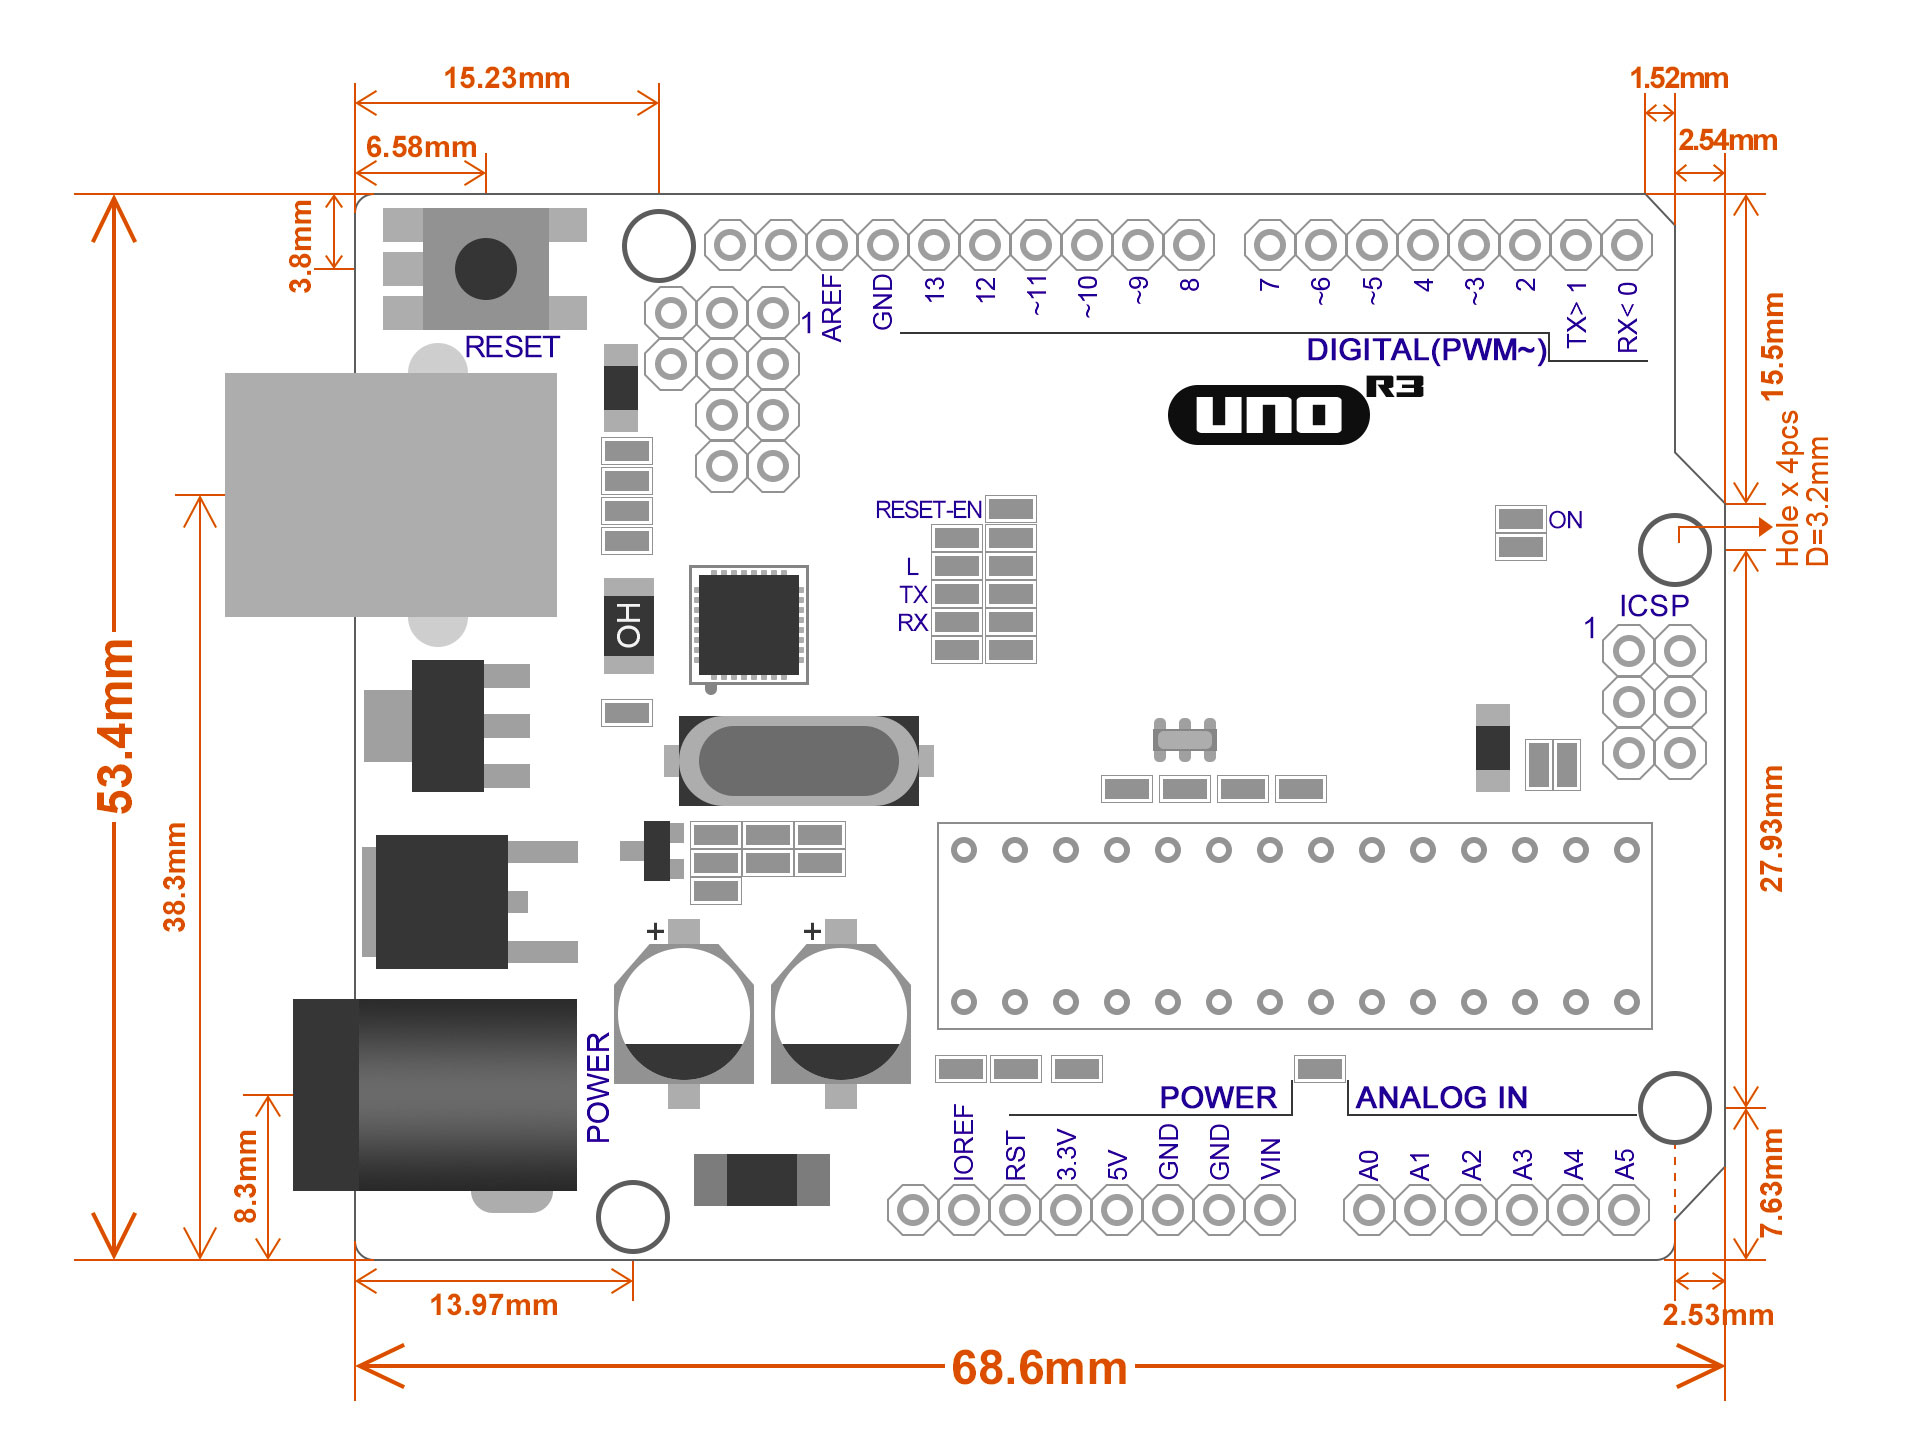 15.23mm
1.52mm
6.58mm
2.54mm
3.8mm
RESET
1
AREF
GND
13
12
~11
~10
~9
8
7
~6
~5
4
~3
2
TX> 1
RX< 0
DIGITAL(PWM~)
UNO
R3
15.5mm
Hole x 4pcs
D=3.2mm
RESET-EN
L
TX
RX
ON
ICSP
1
OH
53.4mm
38.3mm
27.93mm
+
+
POWER
8.3mm
POWER
ANALOG IN
IOREF
RST
3.3V
5V
GND
GND
VIN
A0
A1
A2
A3
A4
A5
7.63mm
13.97mm
2.53mm
68.6mm